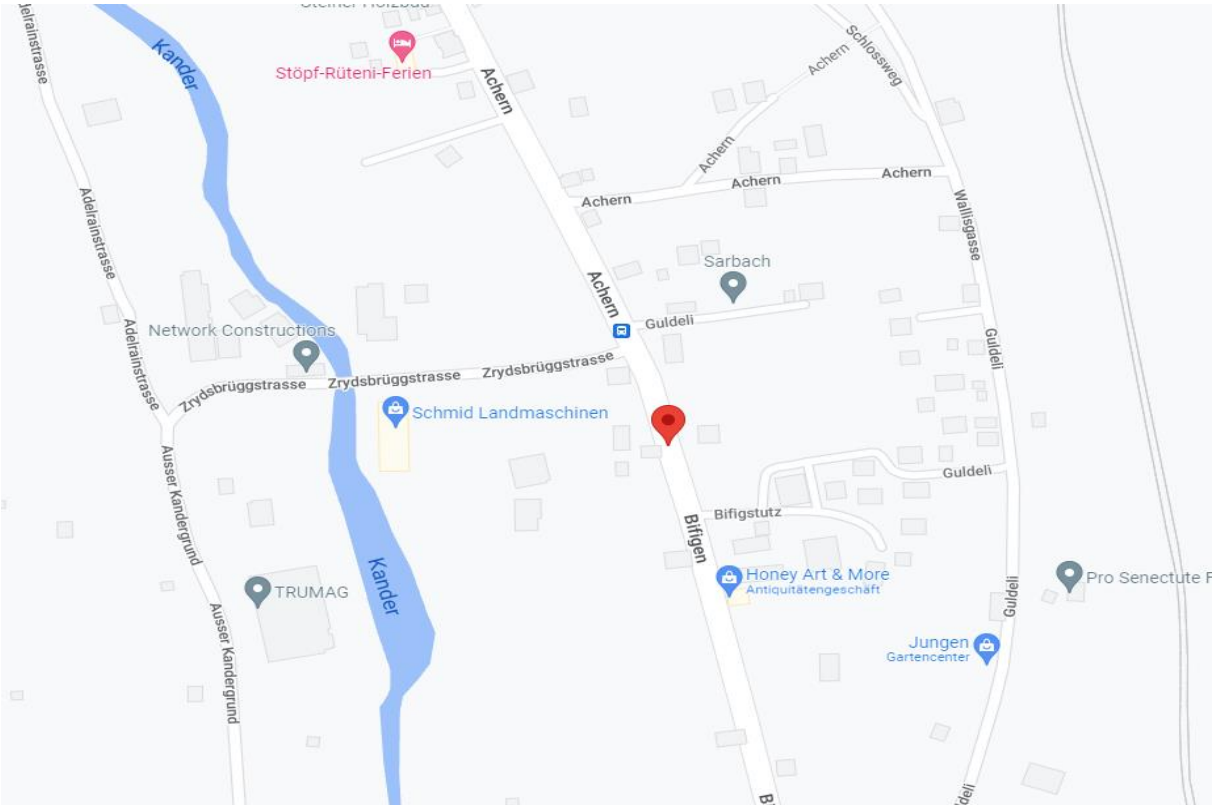 Steiner Holzbau
Kander
Stöpf-Rüteni-Ferien
Achern
Achern
Schlossweg
Adelrainstrasse
Achern
Achern
Achern
Achern
Adelrainstrasse
Wallisgasse
Sarbach
Achern
Guldeli
Network Constructions
Adelrainstrasse
Guldeli
Zrydsbrüggstrasse
Zrydsbrüggstrasse
Zrydsbrüggstrasse
Schmid Landmaschinen
Ausser Kandergrund
Guldeli
Bifigstutz
Bifigen
Kander
Honey Art & More
Antiquitätengeschäft
TRUMAG
Pro Senectute F
Guldeli
Ausser Kandergrund
Jungen
Gartencenter